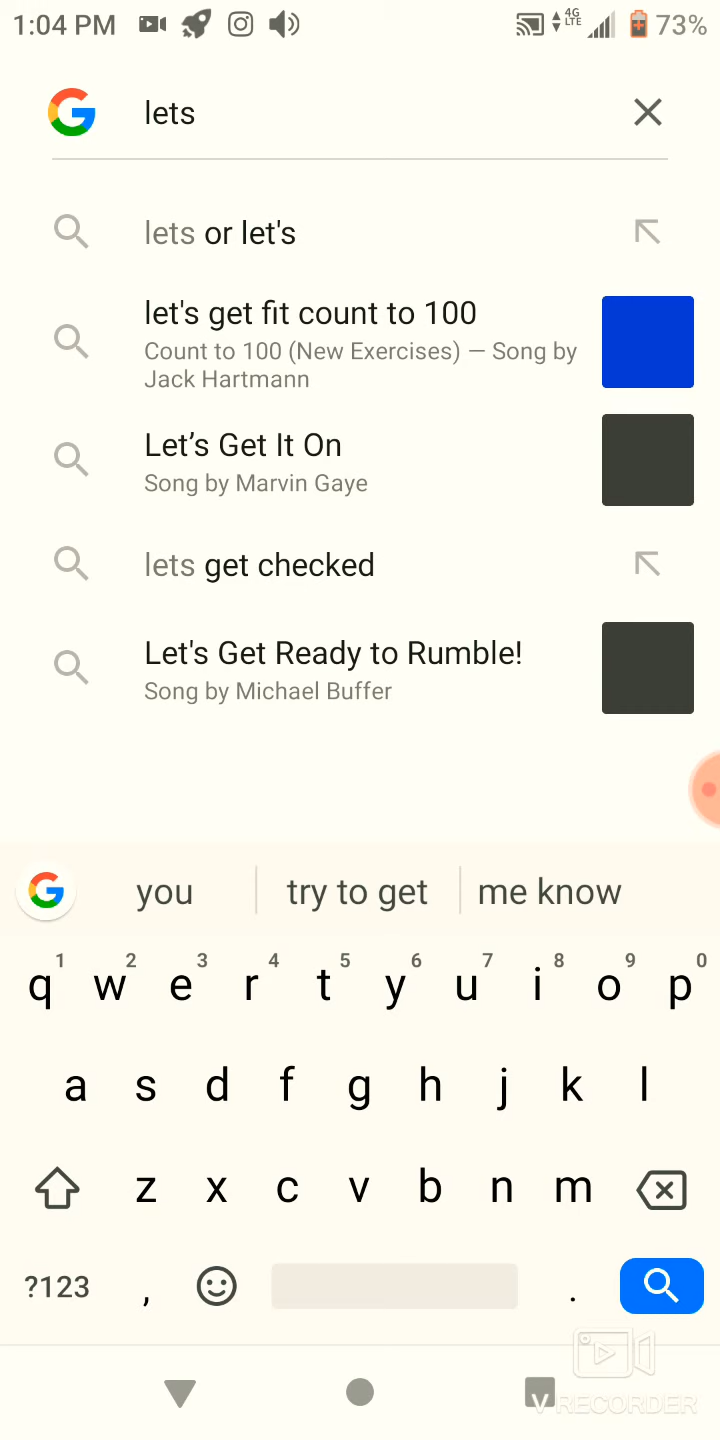 1:04 PM 4G LTE 73%
lets
lets or let's
let's get fit count to 100
Count to 100 (New Exercises) — Song by
Jack Hartmann
Let’s Get It On
Song by Marvin Gaye
lets get checked
Let's Get Ready to Rumble!
Song by Michael Buffer
you try to get me know
1 2 3 4 5 6 7 8 9 0
q w e r t y u i o p
a s d f g h j k l
z x c v b n m
?123 , .
V RECORDER